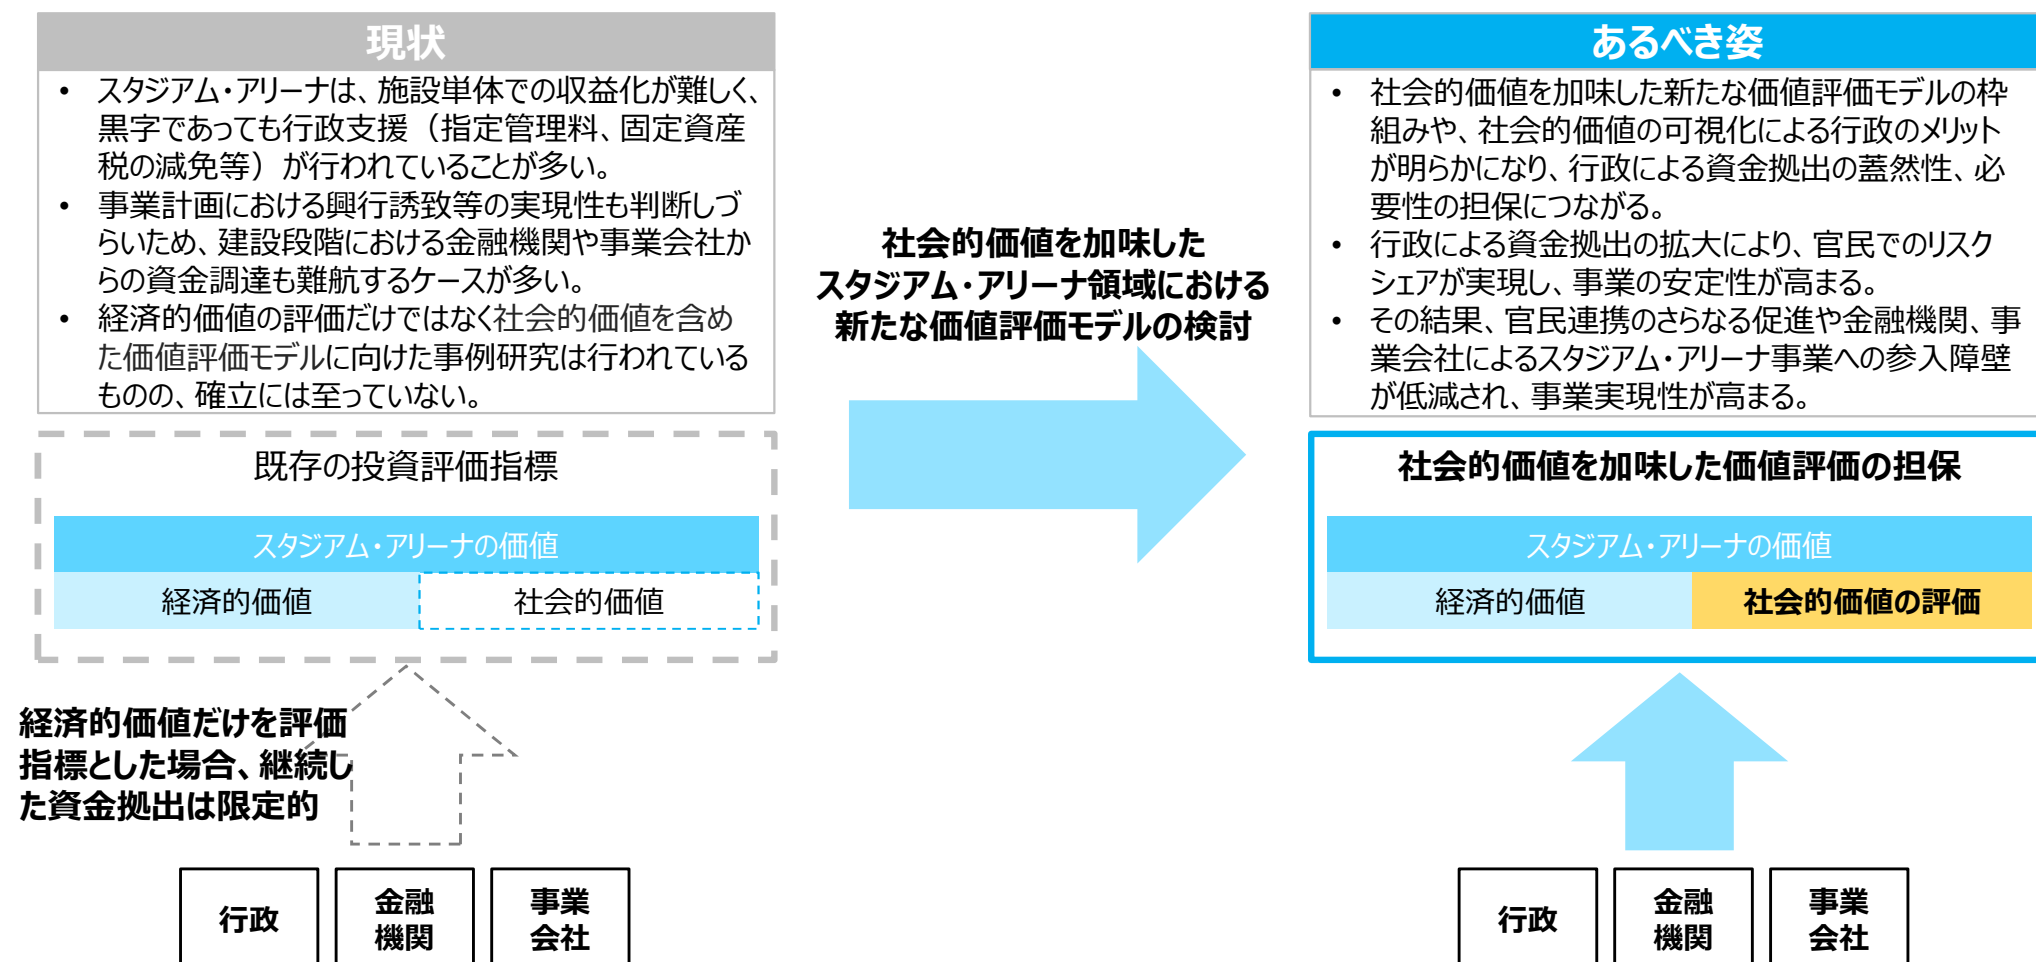 現状
• スタジアム・アリーナは、施設単体での収益化が難しく、
黒字であっても行政支援（指定管理料、固定資産
税の減免等）が行われていることが多い。
• 事業計画における興行誘致等の実現性も判断しづ
らいため、建設段階における金融機関や事業会社か
らの資金調達も難航するケースが多い。
• 経済的価値の評価だけではなく社会的価値を含め
た価値評価モデルに向けた事例研究は行われている
ものの、確立には至っていない。
既存の投資評価指標
スタジアム・アリーナの価値
経済的価値
社会的価値
経済的価値だけを評価
指標とした場合、継続し
た資金拠出は限定的
行政
金融
機関
事業
会社
社会的価値を加味した
スタジアム・アリーナ領域における
新たな価値評価モデルの検討
あるべき姿
• 社会的価値を加味した新たな価値評価モデルの枠
組みや、社会的価値の可視化による行政のメリット
が明らかになり、行政による資金拠出の蓋然性、必
要性の担保につながる。
• 行政による資金拠出の拡大により、官民でのリスク
シェアが実現し、事業の安定性が高まる。
• その結果、官民連携のさらなる促進や金融機関、事
業会社によるスタジアム・アリーナ事業への参入障壁
が低減され、事業実現性が高まる。
社会的価値を加味した価値評価の担保
スタジアム・アリーナの価値
経済的価値
社会的価値の評価
行政
金融
機関
事業
会社